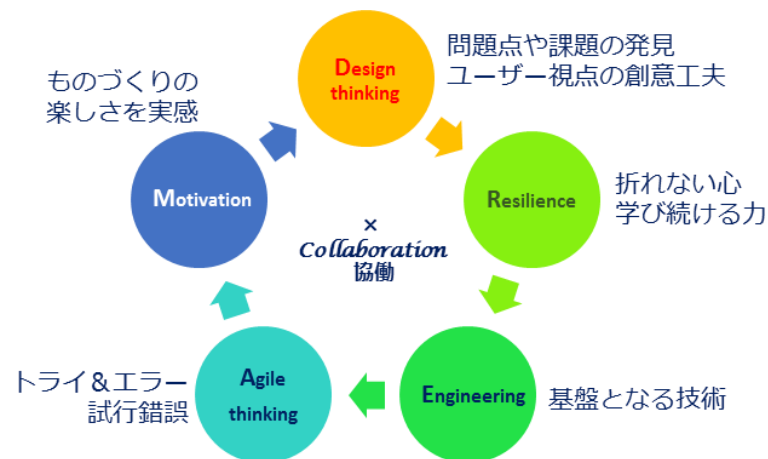 Design
thinking
問題点や課題の発見
ユーザー視点の創意工夫
ものづくりの
楽しさを実感
Motivation
Resilience
折れない心
学び続ける力
×
Collaboration
協働
トライ＆エラー
試行錯誤
Agile
thinking
Engineering
基盤となる技術